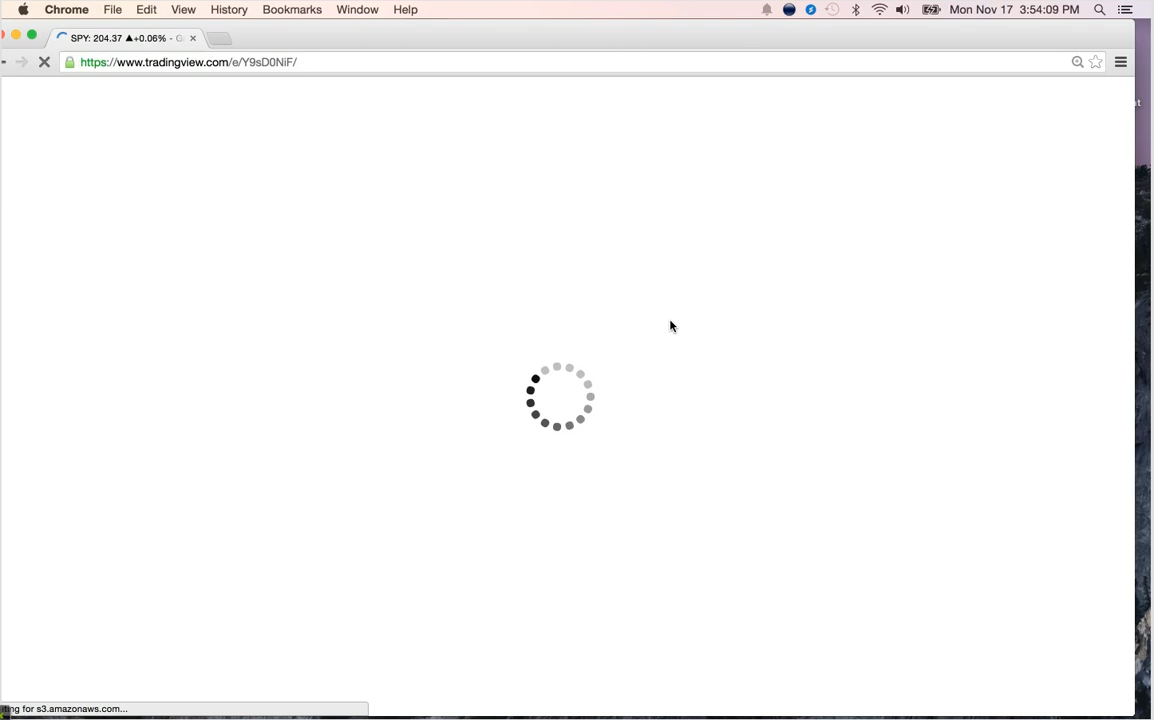 Chrome File Edit View History Bookmarks Window Help Mon Nov 17 3:54:09 PM
SPY: 204.37 ▲+0.06% -
https://www.tradingview.com/e/Y9sD0NiF/
for s3.amazonaws.com...